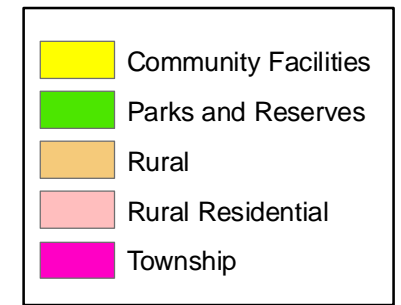 Community Facilities
Parks and Reserves
Rural
Rural Residential
Township